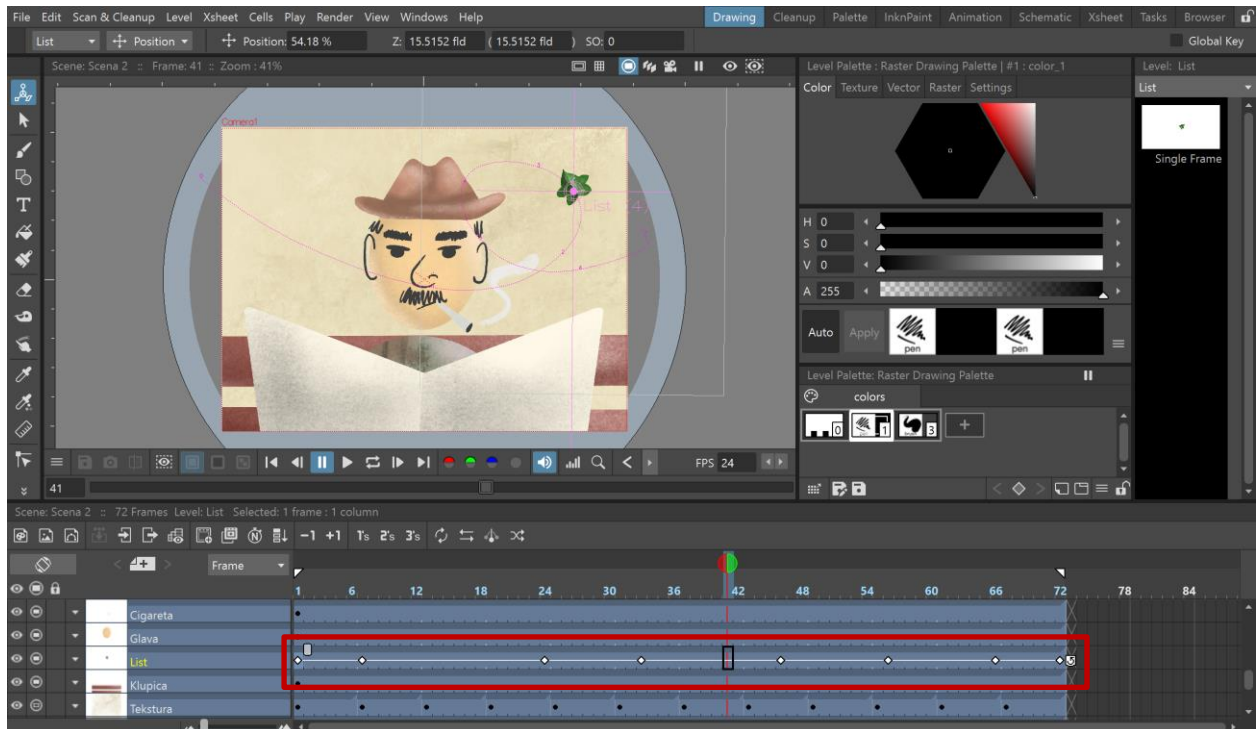 File Edit Scan & Cleanup Level Xsheet Cells Play Render View Windows Help Drawing Cleanup Palette InknPaint Animation Schematic Xsheet Tasks Browser
List Position Position: 54.18 % Z: 15.5152 fld ( 15.5152 fld ) SO: 0 Global Key
Scene: Scena 2 :: Frame: 41 :: Zoom : 41% Level Palette : Raster Drawing Palette | #1 : color_1 Level: List
Color Texture Vector Raster Settings List
Camera1
Single Frame
List (4)
H 0
S 0
V 0
A 255
Auto Apply pen pen
Level Palette: Raster Drawing Palette
colors
0 1 3 +
FPS 24
41
Scene: Scena 2 :: 72 Frames Level: List Selected: 1 frame : 1 column
-1 +1 1's 2's 3's
Frame
1 6 12 18 24 30 36 42 48 54 60 66 72 78 84
Cigareta
Glava
List
Klupica
Tekstura